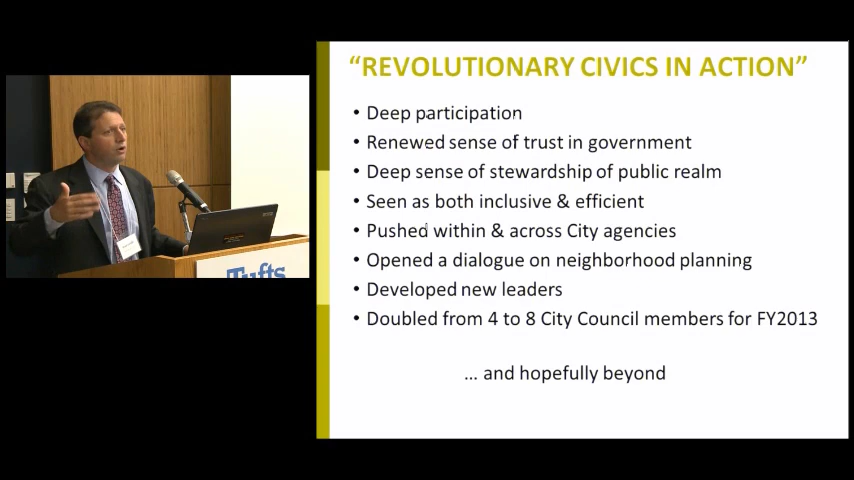 "REVOLUTIONARY CIVICS IN ACTION"
• Deep participation
• Renewed sense of trust in government
• Deep sense of stewardship of public realm
• Seen as both inclusive & efficient
• Pushed within & across City agencies
• Opened a dialogue on neighborhood planning
• Developed new leaders
• Doubled from 4 to 8 City Council members for FY2013
... and hopefully beyond
Tufts